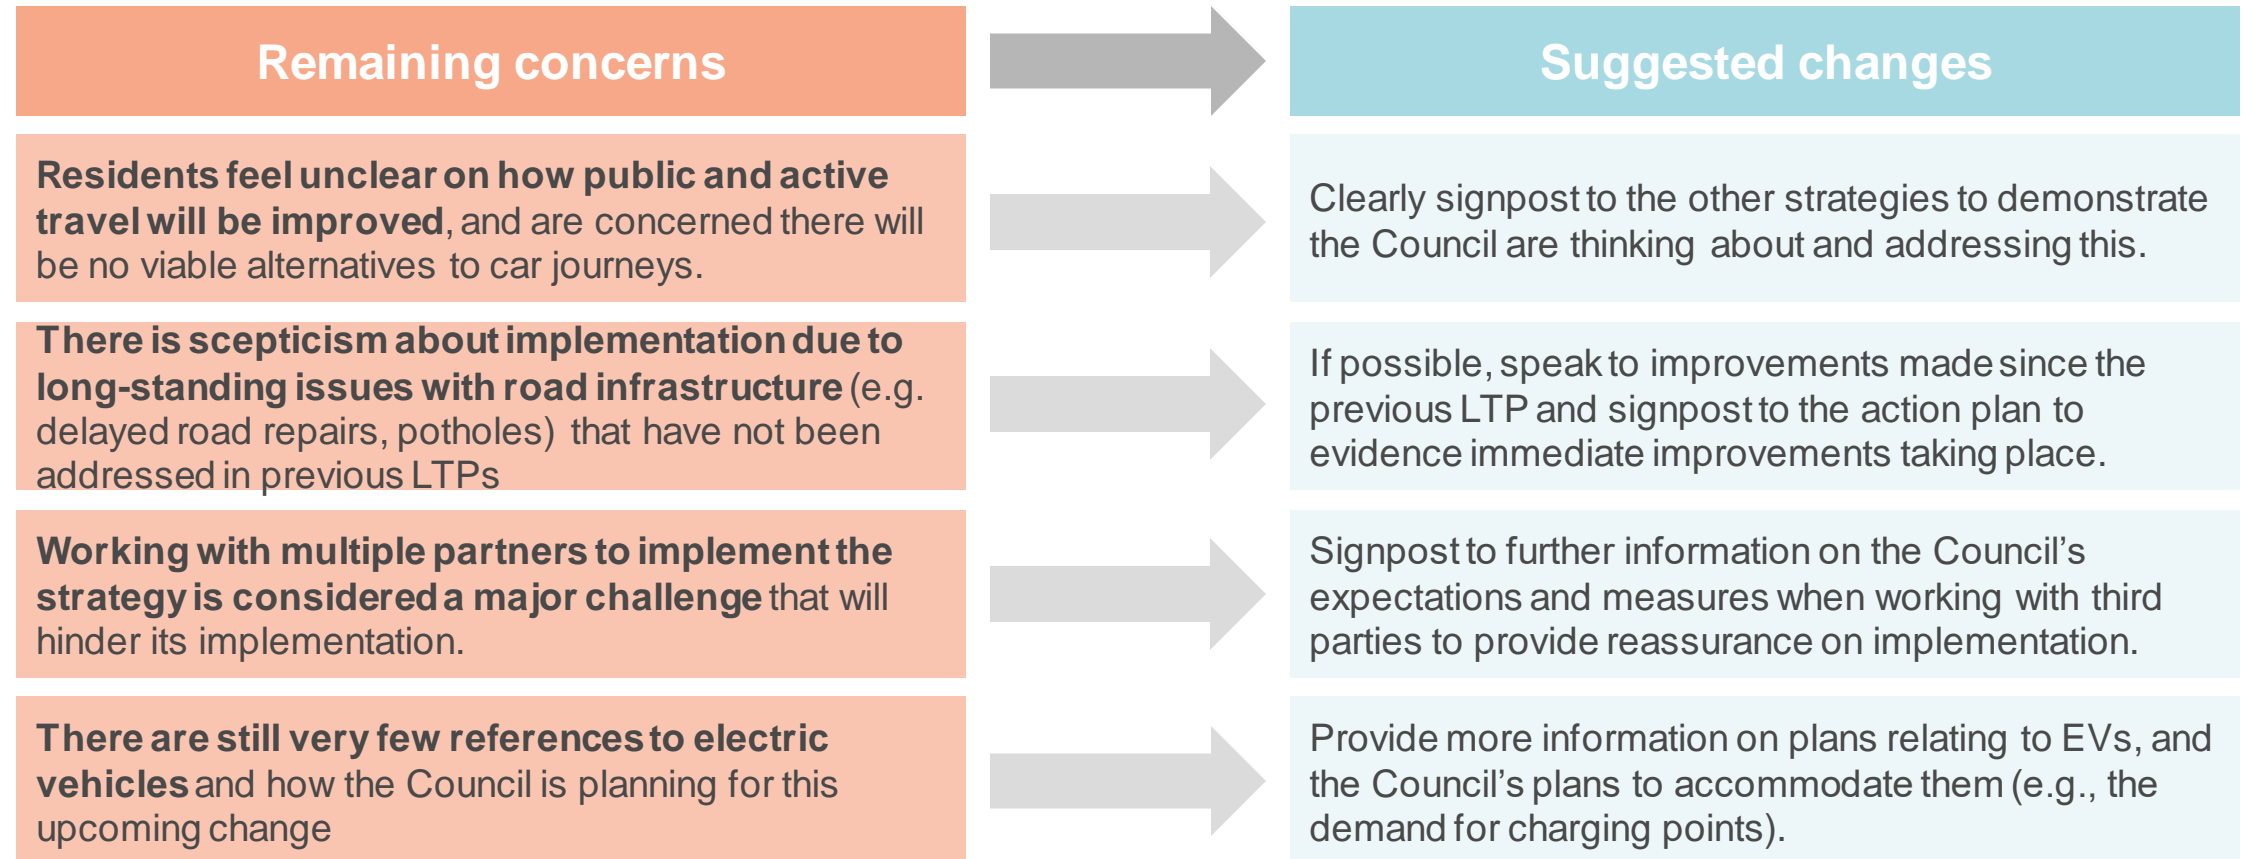 Remaining concerns
Suggested changes
Residents feel unclear on how public and active
travel will be improved, and are concerned there will
be no viable alternatives to car journeys.
Clearly signpost to the other strategies to demonstrate
the Council are thinking about and addressing this.
There is scepticism about implementation due to
long-standing issues with road infrastructure (e.g.
delayed road repairs, potholes) that have not been
addressed in previous LTPs
If possible, speak to improvements made since the
previous LTP and signpost to the action plan to
evidence immediate improvements taking place.
Working with multiple partners to implement the
strategy is considered a major challenge that will
hinder its implementation.
Signpost to further information on the Council’s
expectations and measures when working with third
parties to provide reassurance on implementation.
There are still very few references to electric
vehicles and how the Council is planning for this
upcoming change
Provide more information on plans relating to EVs, and
the Council’s plans to accommodate them (e.g., the
demand for charging points).